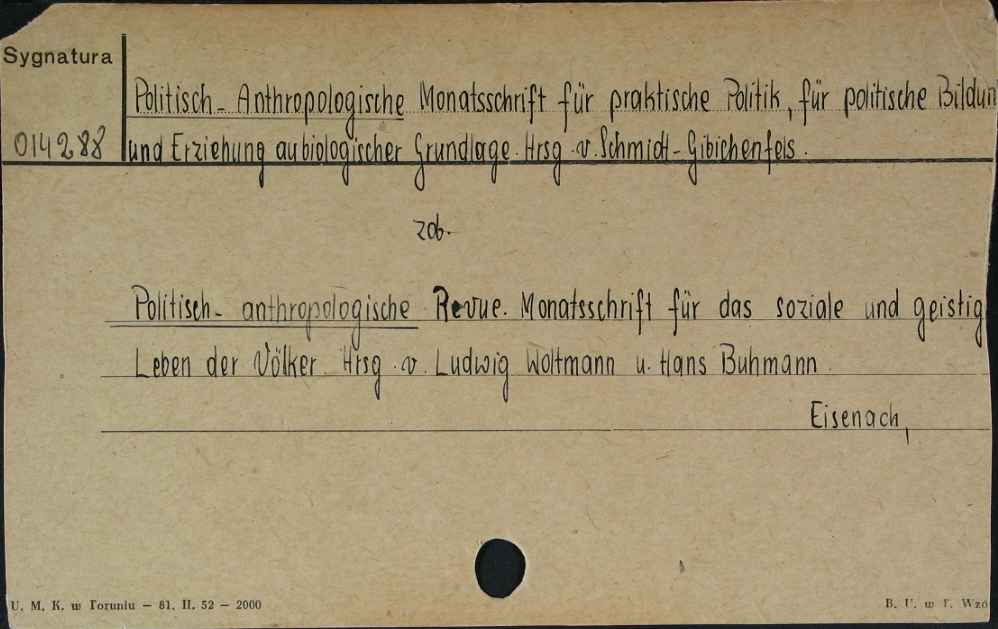 Sygnatura
014288
Politisch-Anthropologische Monatsschrift für praktische Politik, für politische Bildun
und Erziehung au biologischer Grundlage. Hrsg. v. Schmidt-Gibichenfels.
zob.
Politisch-anthropologische Revue. Monatsschrift für das soziale und geistig
Leben der Völker. Hrsg. v. Ludwig Woltmann u. Hans Buhmann.
Eisenach,
U. M. K. w Toruniu — 81. II. 52 — 2000
B. U. w T. Wzó